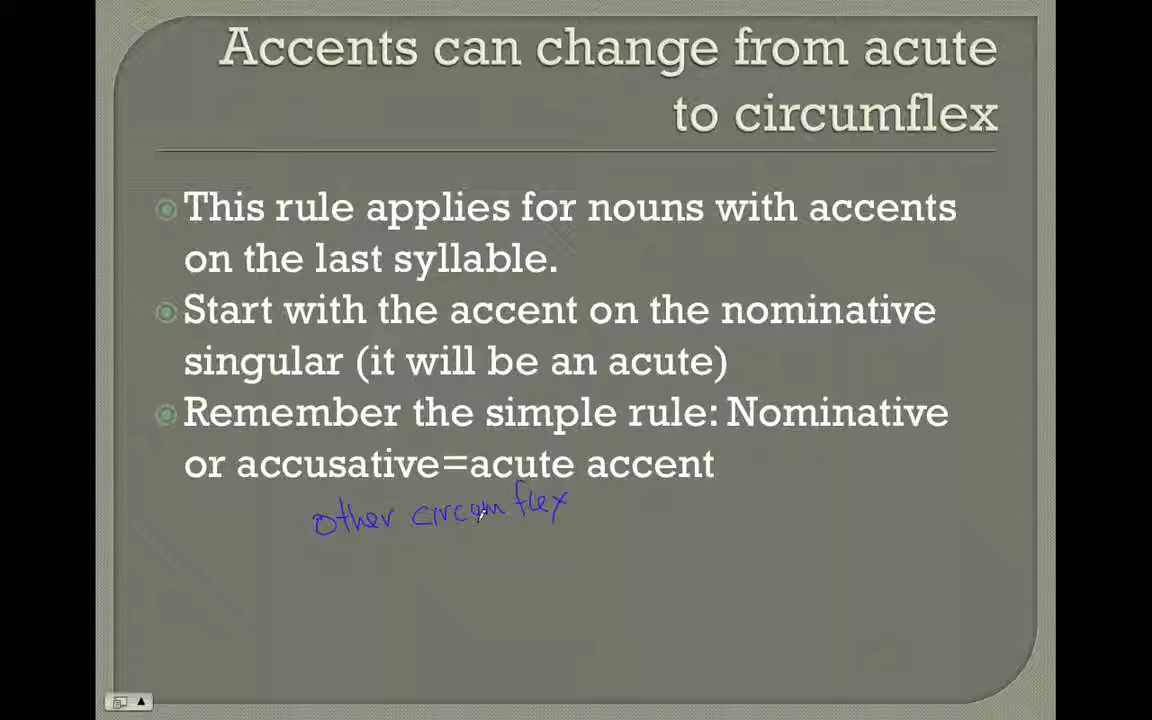 Accents can change from acute
to circumflex
This rule applies for nouns with accents
on the last syllable.
Start with the accent on the nominative
singular (it will be an acute)
Remember the simple rule: Nominative
or accusative=acute accent
other circumflex